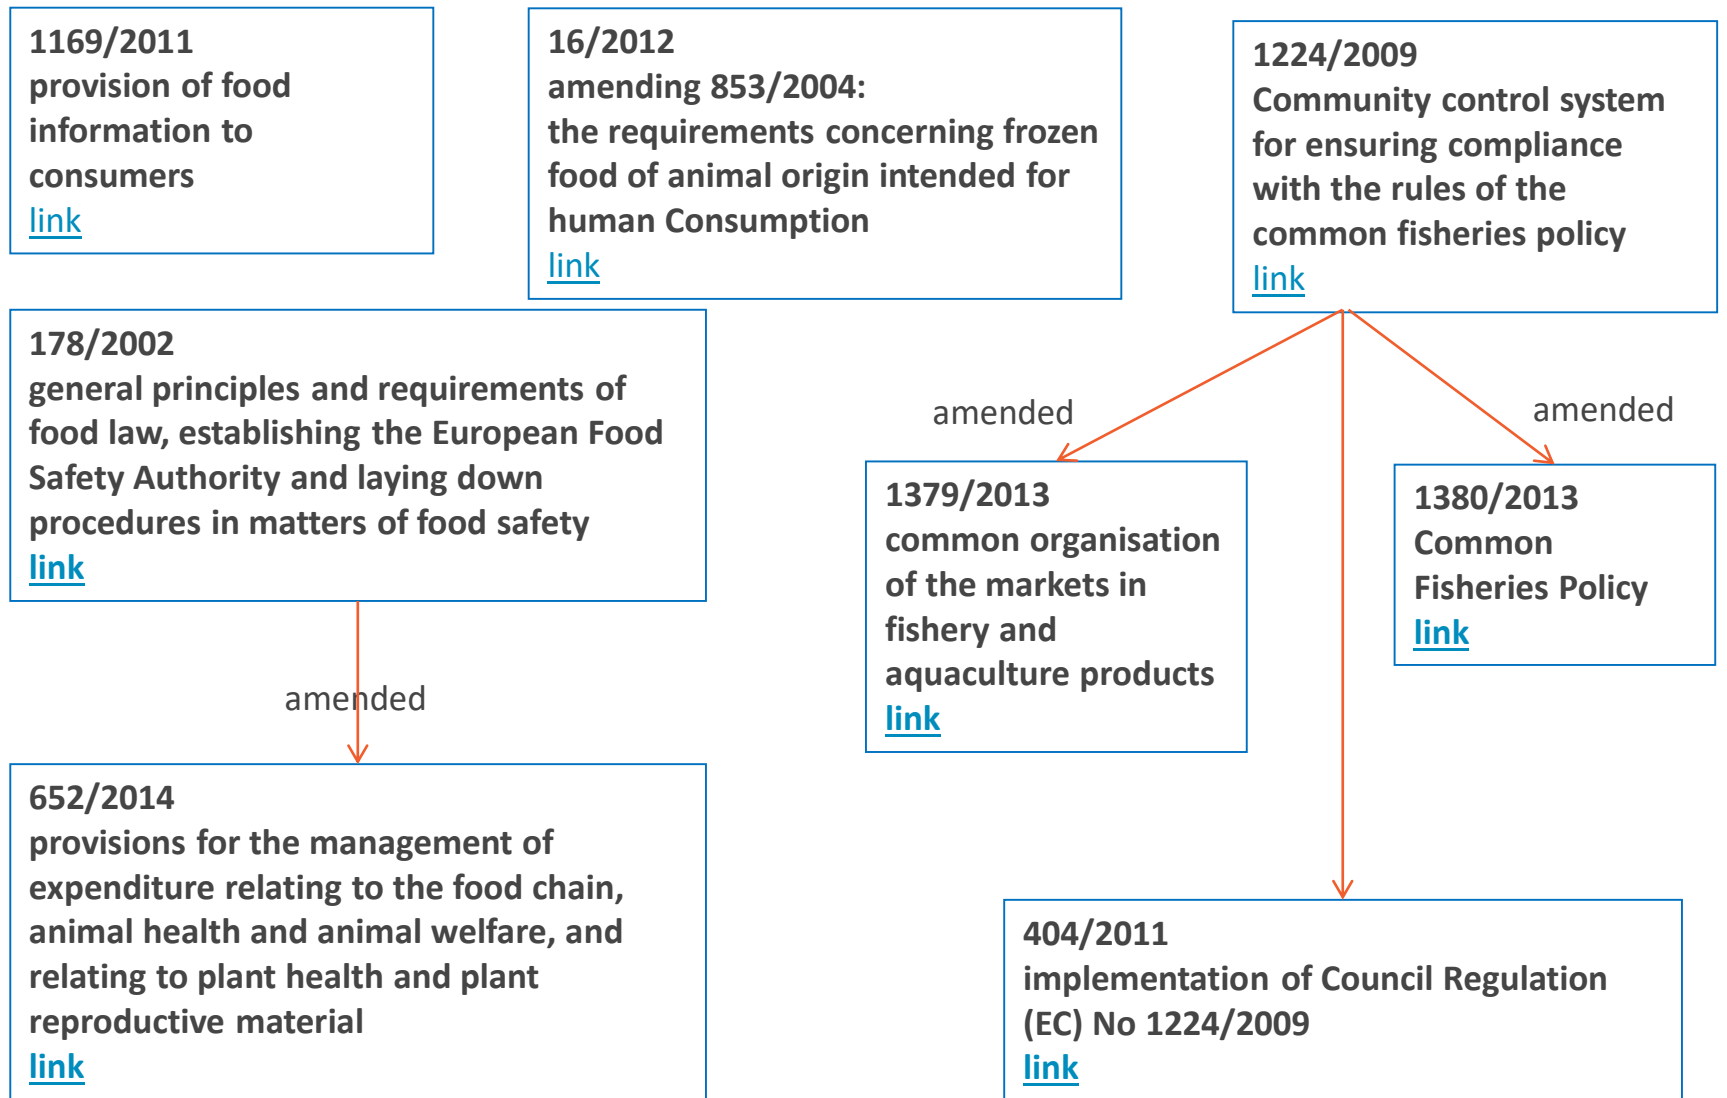 1169/2011
provision of food
information to
consumers
link
16/2012
amending 853/2004:
the requirements concerning frozen
food of animal origin intended for
human Consumption
link
1224/2009
Community control system
for ensuring compliance
with the rules of the
common fisheries policy
link
178/2002
general principles and requirements of
food law, establishing the European Food
Safety Authority and laying down
procedures in matters of food safety
link
amended
amended
1379/2013
common organisation
of the markets in
fishery and
aquaculture products
link
1380/2013
Common
Fisheries Policy
link
amended
652/2014
provisions for the management of
expenditure relating to the food chain,
animal health and animal welfare, and
relating to plant health and plant
reproductive material
link
404/2011
implementation of Council Regulation
(EC) No 1224/2009
link